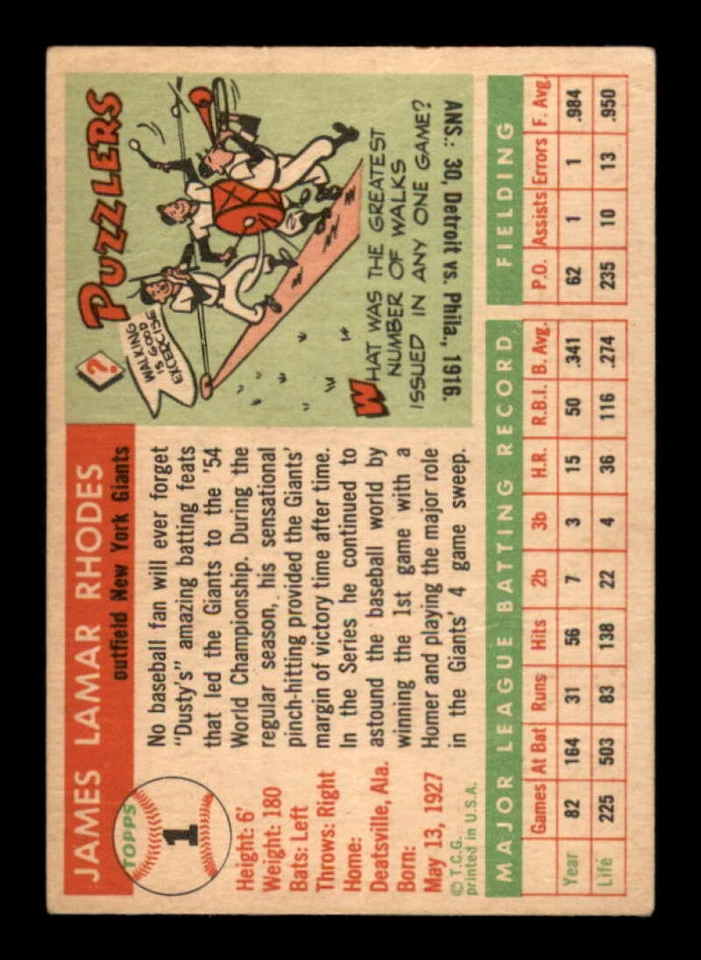 JAMES LAMAR RHODES
outfield New York Giants
TOPPS
1
Height: 6'
Weight: 180
Bats: Left
Throws: Right
Home:
Deatsville, Ala.
Born:
May 13, 1927
© T.C.G.
printed in U.S.A.
No baseball fan will ever forget
"Dusty's" amazing batting feats
that led the Giants to the '54
World Championship. During the
regular season, his sensational
pinch-hitting provided the Giants'
margin of victory time after time.
In the Series he continued to
astound the baseball world by
winning the 1st game with a
Homer and playing the major role
in the Giants' 4 game sweep.
? PUZZLERS
WALKING
IS GOOD
EXERCISE
WHAT WAS THE GREATEST
NUMBER OF WALKS
ISSUED IN ANY ONE GAME?
ANS.: 30, Detroit vs. Phila., 1916.
MAJOR LEAGUE BATTING RECORD FIELDING
Games At Bat Runs Hits 2b 3b H.R. R.B.I. B. Avg. P.O. Assists Errors F. Avg.
Year 82 164 31 56 7 3 15 50 .341 62 1 1 .984
Life 225 503 83 138 22 4 36 116 .274 235 10 13 .950